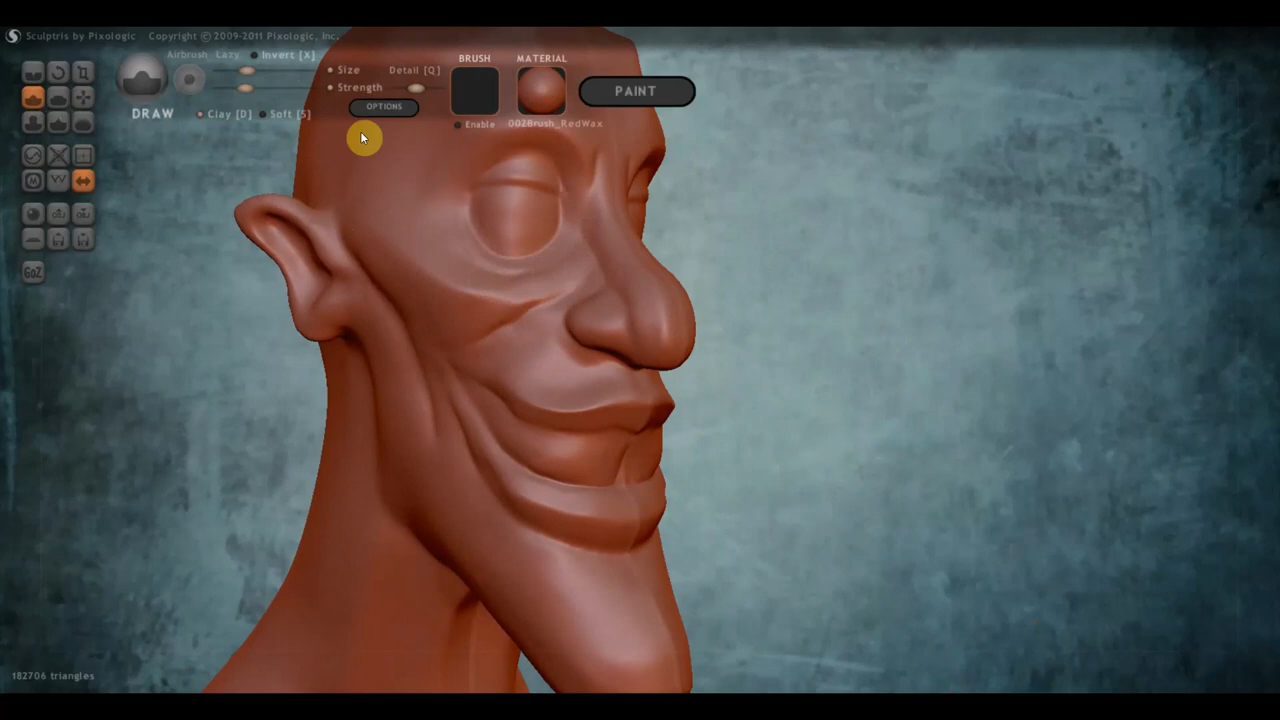 Sculptris by Pixologic Copyright ©2009-2011 Pixologic, Inc.
Airbrush Lazy Invert [X]
BRUSH MATERIAL
Size Detail [Q]
Strength
PAINT
OPTIONS
DRAW Clay [D] Soft [S]
Enable 00ZBrush_RedWax
GoZ
182706 triangles